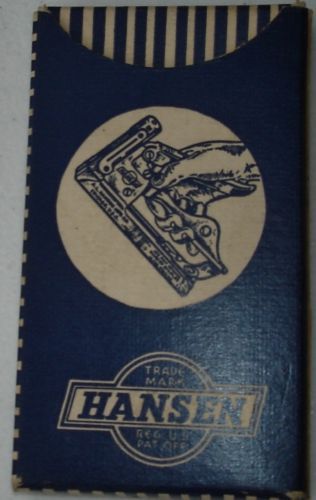 TRADE
MARK
HANSEN
REG. U.S.
PAT. OFF.